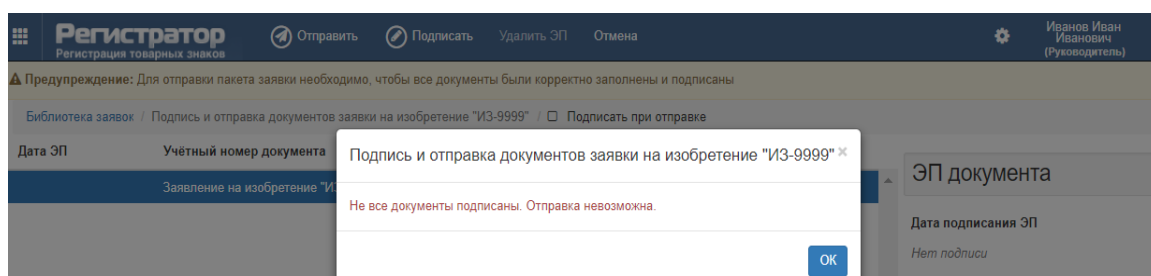 Регистратор
Регистрация товарных знаков
Отправить Подписать Удалить ЭП Отмена
Иванов Иван
Иванович
(Руководитель)
Предупреждение: Для отправки пакета заявки необходимо, чтобы все документы были корректно заполнены и подписаны
Библиотека заявок / Подпись и отправка документов заявки на изобретение "ИЗ-9999" / Подписать при отправке
Дата ЭП Учётный номер документа
Заявление на изобретение "ИЗ
Подпись и отправка документов заявки на изобретение "ИЗ-9999" ×
Не все документы подписаны. Отправка невозможна.
ОК
ЭП документа
Дата подписания ЭП
Нет подписи